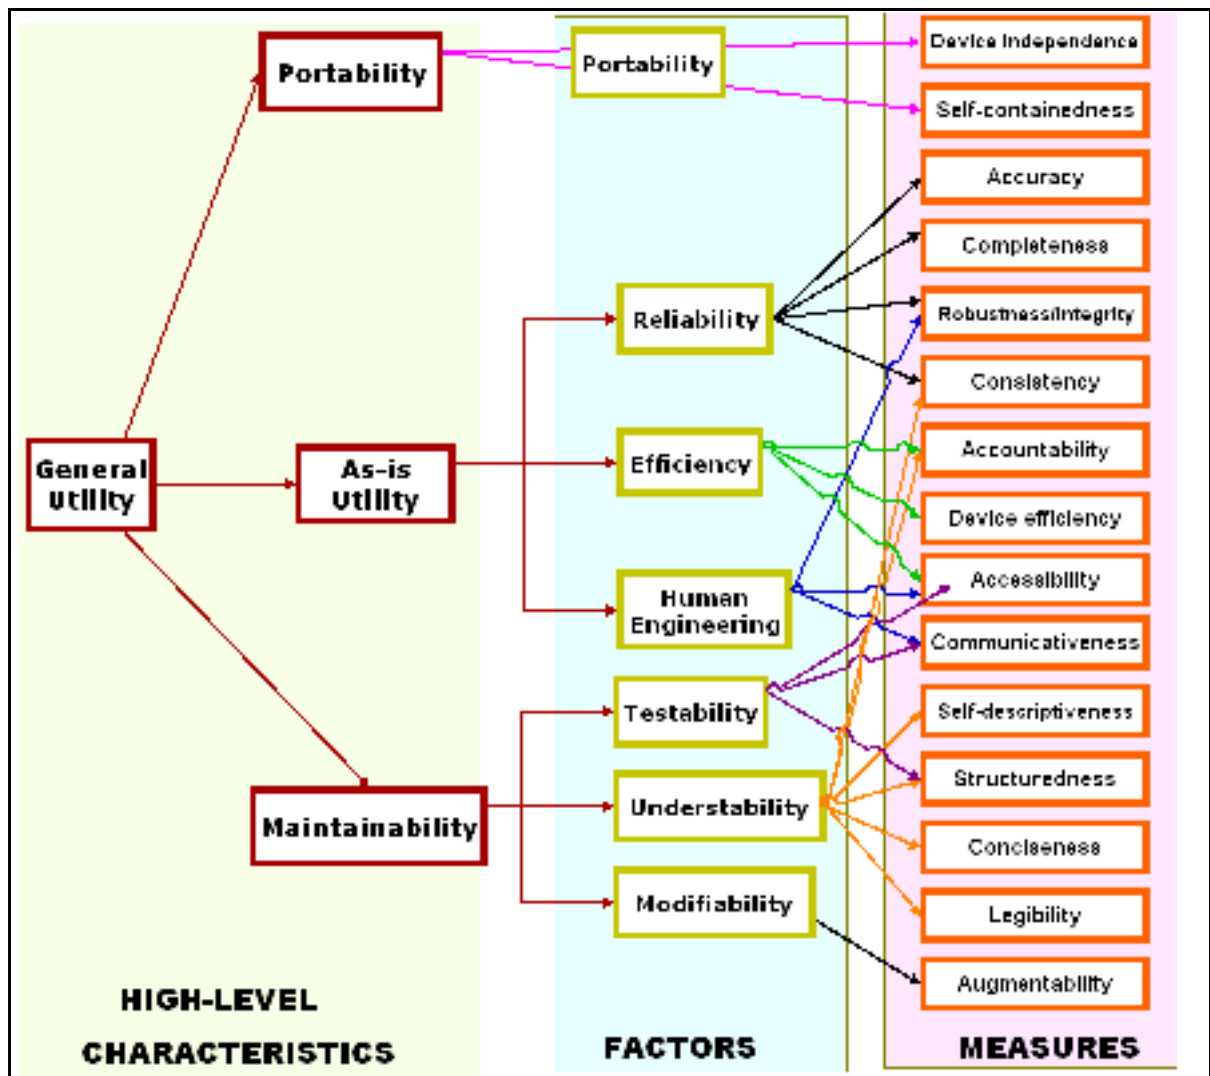 Portability
General
Utility
As-is
Utility
Maintainability
HIGH-LEVEL
CHARACTERISTICS
Portability
Reliability
Efficiency
Human
Engineering
Testability
Understability
Modifiability
FACTORS
Device Independence
Self-containedness
Accuracy
Completeness
Robustness/Integrity
Consistency
Accountability
Device efficiency
Accessibility
Communicativeness
Self-descriptiveness
Structuredness
Conciseness
Legibility
Augmentability
MEASURES